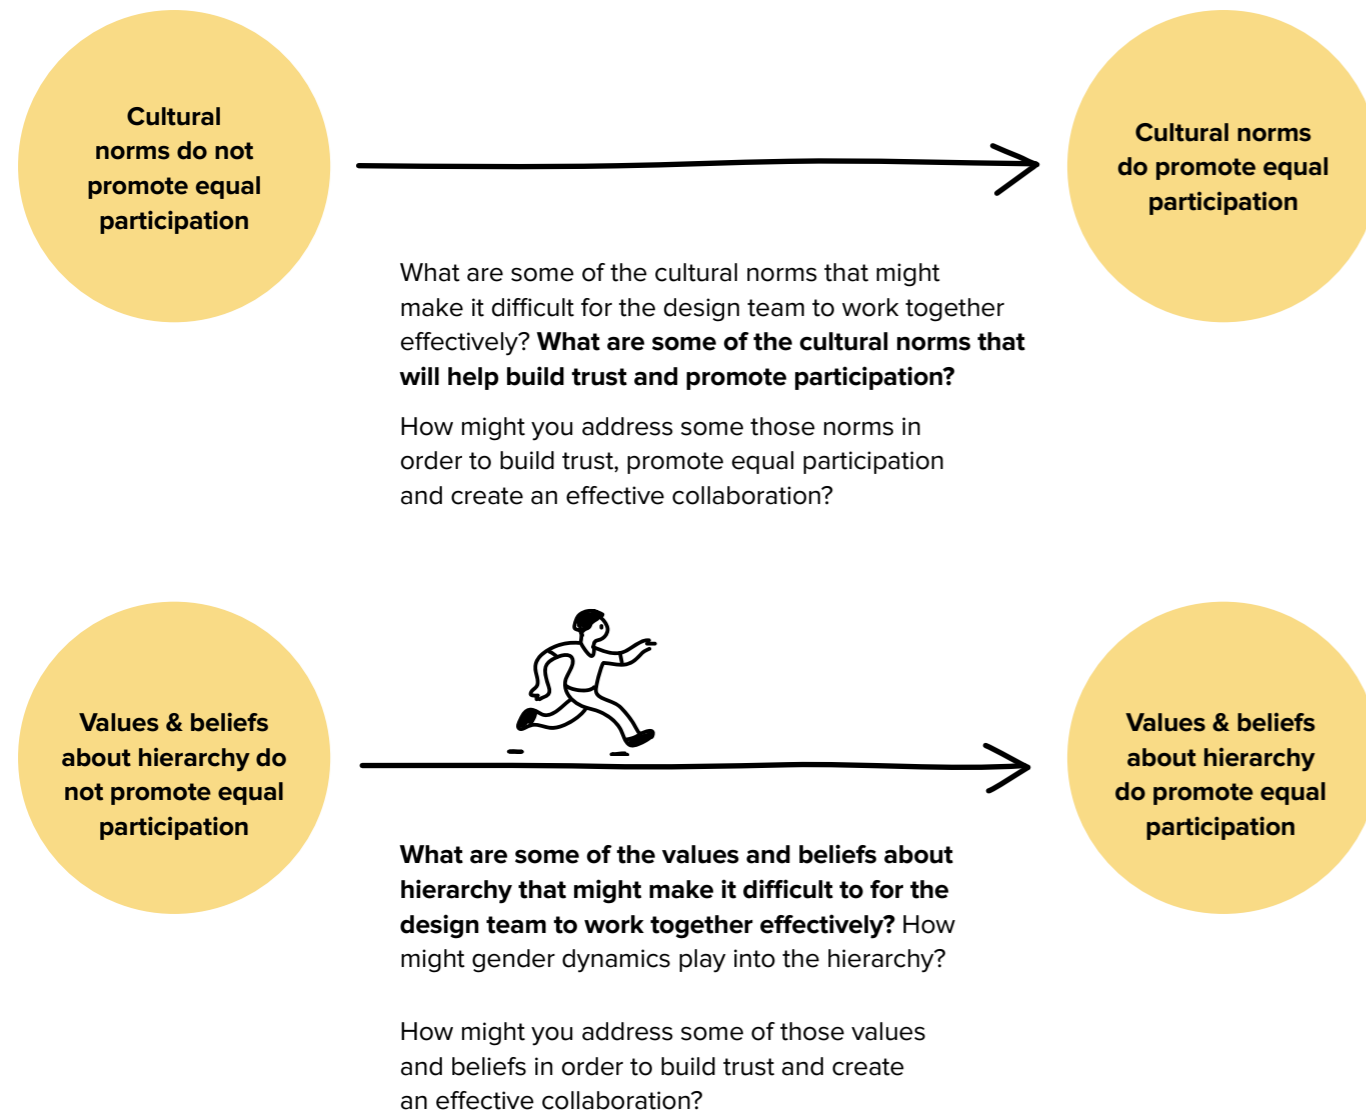 Cultural
norms do not
promote equal
participation
Cultural norms
do promote equal
participation
What are some of the cultural norms that might
make it difficult for the design team to work together
effectively? What are some of the cultural norms that
will help build trust and promote participation?
How might you address some those norms in
order to build trust, promote equal participation
and create an effective collaboration?
Values & beliefs
about hierarchy do
not promote equal
participation
Values & beliefs
about hierarchy
do promote equal
participation
What are some of the values and beliefs about
hierarchy that might make it difficult to for the
design team to work together effectively? How
might gender dynamics play into the hierarchy?
How might you address some of those values
and beliefs in order to build trust and create
an effective collaboration?